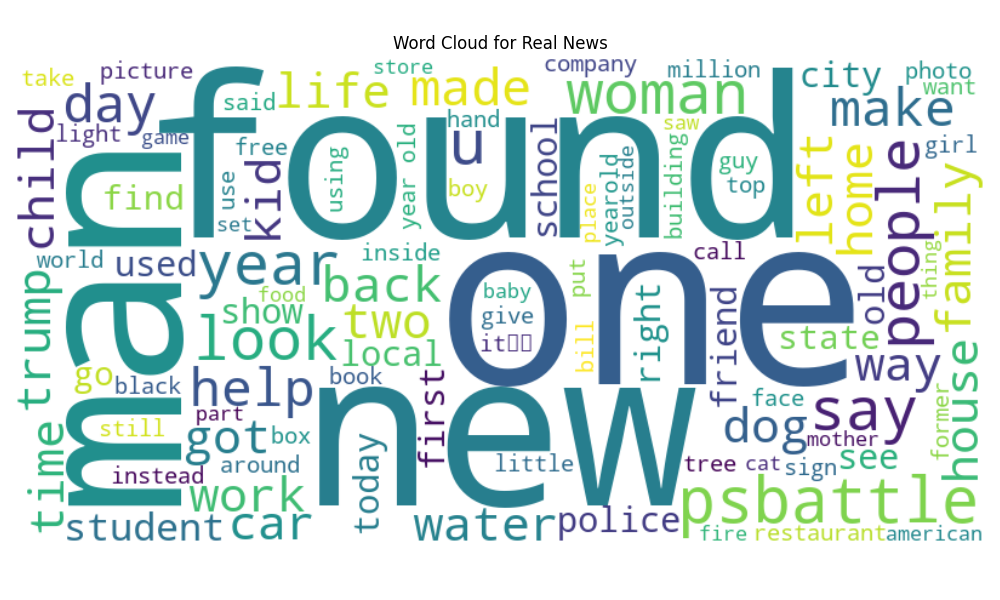 Word Cloud for Real News
take
picture
store
company
million
city
photo
want
day
said
life
made
woman
make
light
game
free
hand
saw
girl
child
find
use
set
kid
using
year old
u
boy
school
place
yearold
outside
building
guy
top
left
home
people
family
thing
found
man
world
used
year
inside
back
call
old
trump
show
food
look
two
local
baby
give
it
one
put
bill
right
friend
state
way
house
go
black
help
book
first
face
say
former
still
part
got
box
new
dog
mother
see
time
instead
around
today
little
tree
cat
sign
work
psbattle
student
car
water
police
fire
restaurant
american